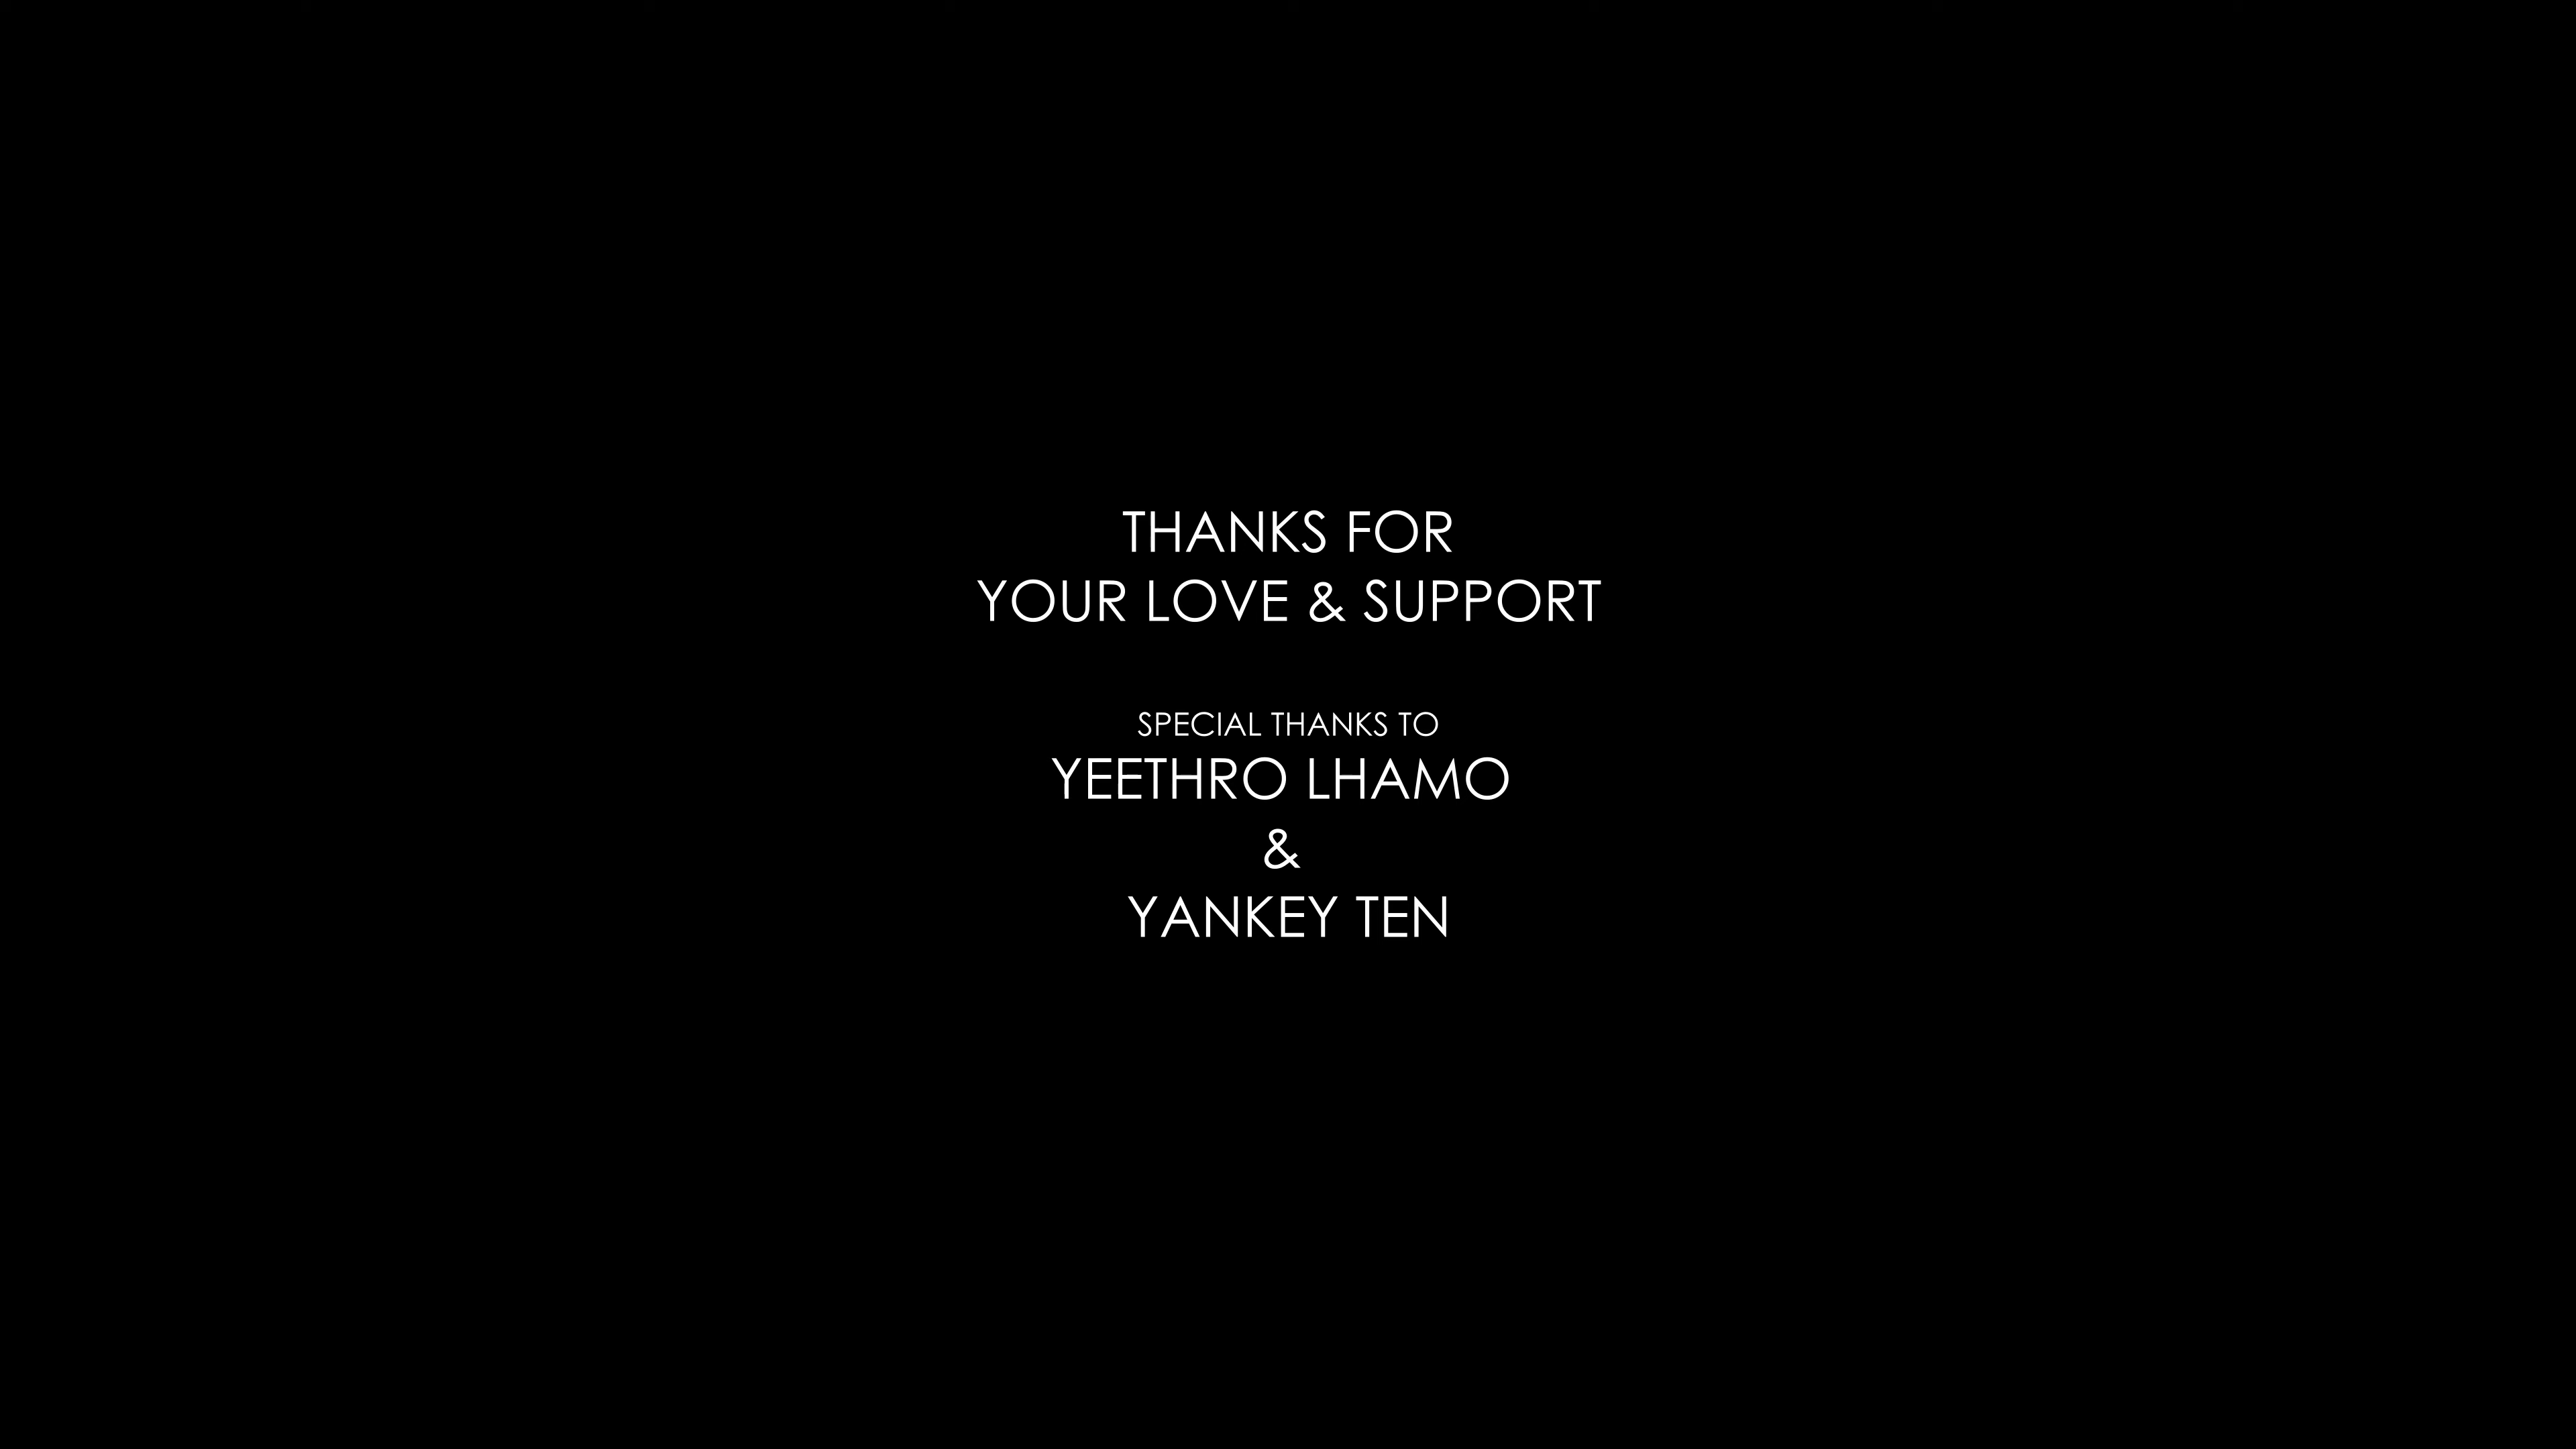 THANKS FOR
YOUR LOVE & SUPPORT
SPECIAL THANKS TO
YEETHRO LHAMO
&
YANKEY TEN